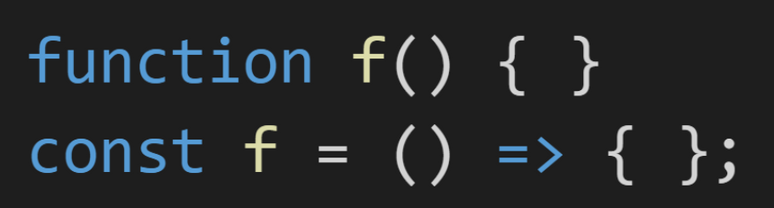 function f() { }
const f = () => { };